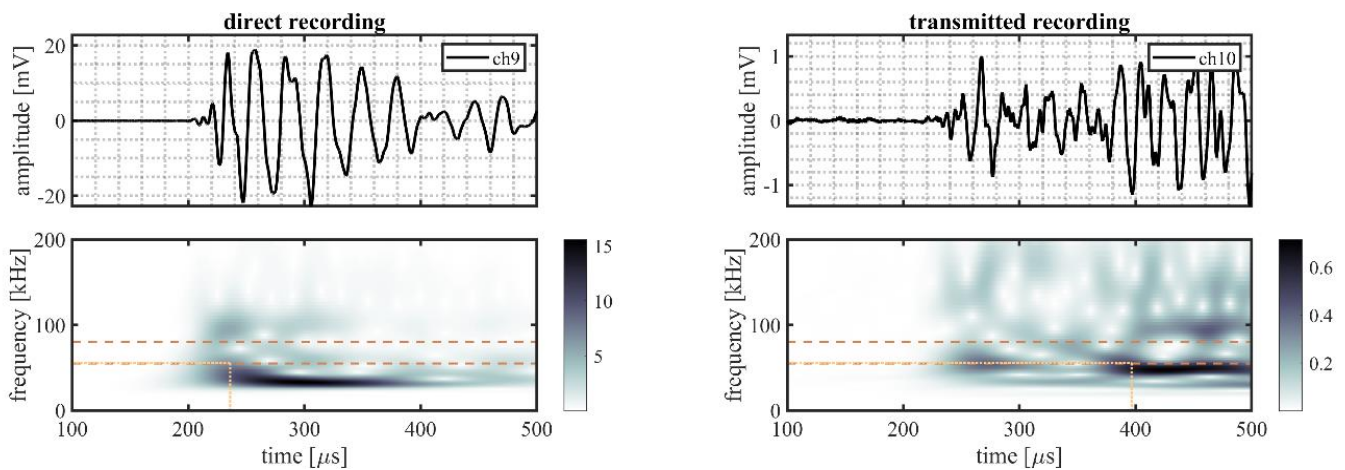 direct recording
transmitted recording
amplitude [mV]
20
0
-20
ch9
amplitude [mV]
1
0
-1
ch10
frequency [kHz]
200
100
0
100
200
300
400
500
time [μs]
15
10
5
frequency [kHz]
200
100
0
100
200
300
400
500
time [μs]
0.6
0.4
0.2